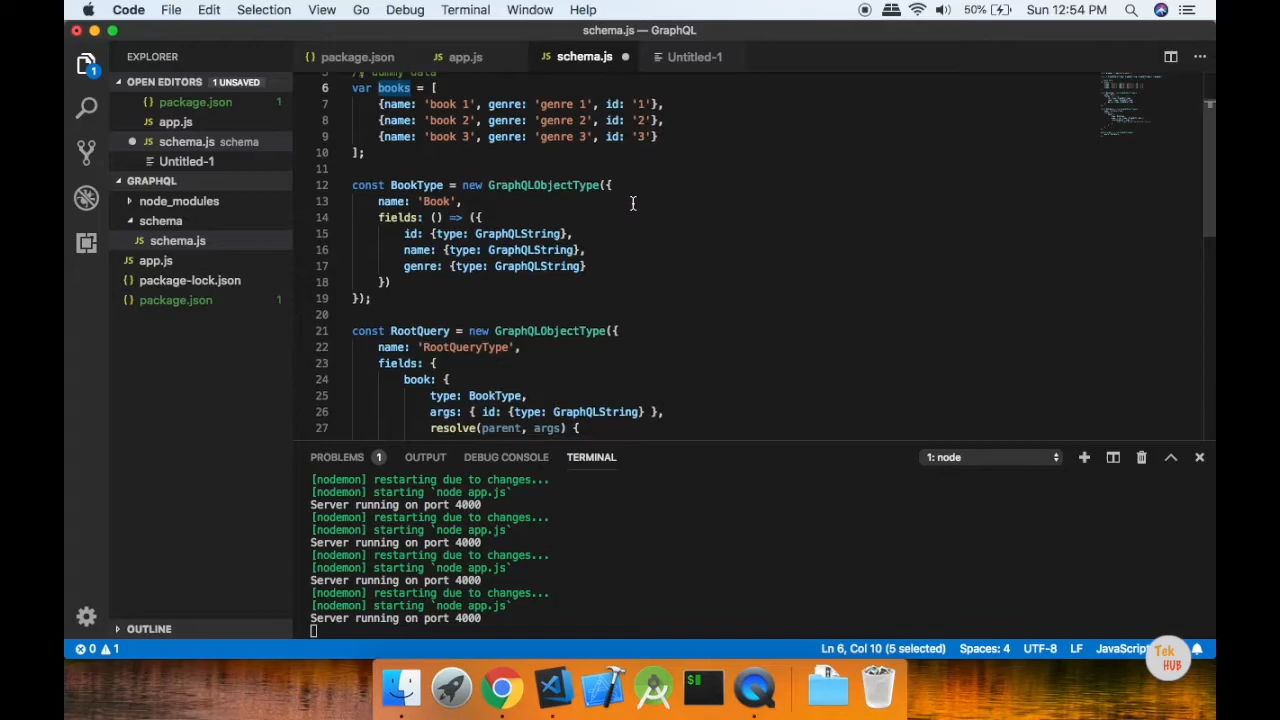 Code File Edit Selection View Go Debug Terminal Window Help 50% Sun 12:54 PM
schema.js — GraphQL
EXPLORER
package.json app.js schema.js Untitled-1
1
OPEN EDITORS 1 UNSAVED
package.json 1
app.js
schema.js schema
Untitled-1
GRAPHQL
node_modules
schema
schema.js
app.js
package-lock.json
package.json 1
OUTLINE
dummy data
6 var books = [
7 {name: 'book 1', genre: 'genre 1', id: '1'},
8 {name: 'book 2', genre: 'genre 2', id: '2'},
9 {name: 'book 3', genre: 'genre 3', id: '3'}
10 ];
11
12 const BookType = new GraphQLObjectType({
13 name: 'Book',
14 fields: () => ({
15 id: {type: GraphQLString},
16 name: {type: GraphQLString},
17 genre: {type: GraphQLString}
18 })
19 });
20
21 const RootQuery = new GraphQLObjectType({
22 name: 'RootQueryType',
23 fields: {
24 book: {
25 type: BookType,
26 args: { id: {type: GraphQLString} },
27 resolve(parent, args) {
PROBLEMS 1 OUTPUT DEBUG CONSOLE TERMINAL 1: node
[nodemon] restarting due to changes...
[nodemon] starting `node app.js`
Server running on port 4000
[nodemon] restarting due to changes...
[nodemon] starting `node app.js`
Server running on port 4000
[nodemon] restarting due to changes...
[nodemon] starting `node app.js`
Server running on port 4000
[nodemon] restarting due to changes...
[nodemon] starting `node app.js`
Server running on port 4000
0 1 Ln 6, Col 10 (5 selected) Spaces: 4 UTF-8 LF JavaScript
Tek
HUB
$